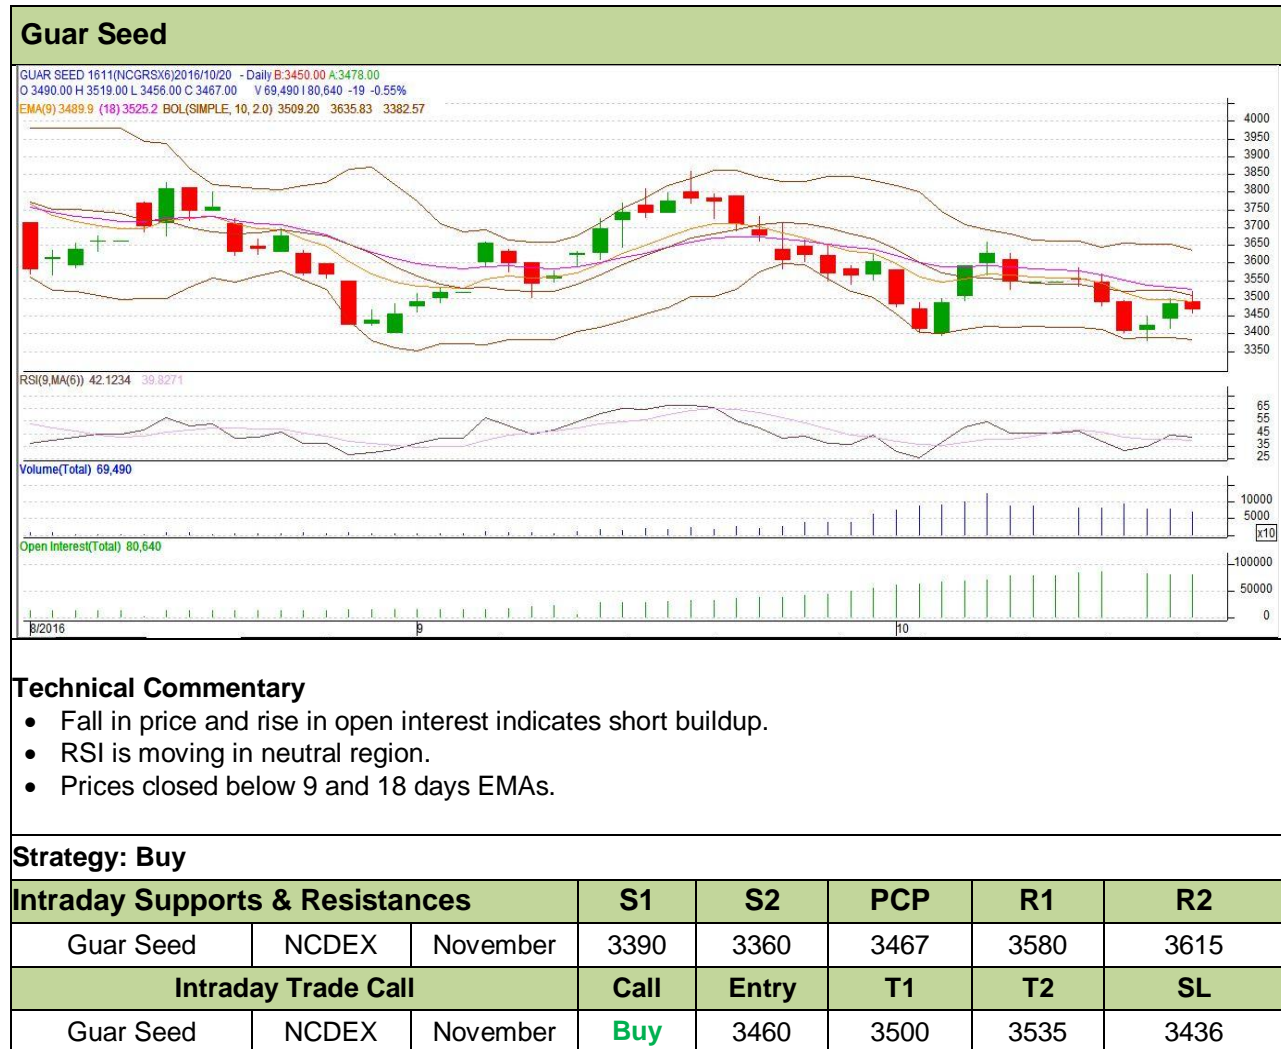 Guar Seed
GUAR SEED 1611(NCGRSX6)2016/10/20 - Daily B:3450.00 A:3478.00
O 3490.00 H 3519.00 L 3456.00 C 3467.00 V 69,490 I 80,640 -19 -0.55%
EMA(9) 3489.9 (18) 3525.2 BOL(SIMPLE, 10, 2.0) 3509.20 3635.83 3382.57
4000
3950
3900
3850
3800
3750
3700
3650
3600
3550
3500
3450
3400
3350
RSI(9,MA(6)) 42.1234 39.8271
65
55
45
35
25
Volume(Total) 69,490
10000
5000
x10
Open Interest(Total) 80,640
100000
50000
0
8/2016 9 10
Technical Commentary
• Fall in price and rise in open interest indicates short buildup.
• RSI is moving in neutral region.
• Prices closed below 9 and 18 days EMAs.
Strategy: Buy
Intraday Supports & Resistances S1 S2 PCP R1 R2
Guar Seed NCDEX November 3390 3360 3467 3580 3615
Intraday Trade Call Call Entry T1 T2 SL
Guar Seed NCDEX November Buy 3460 3500 3535 3436